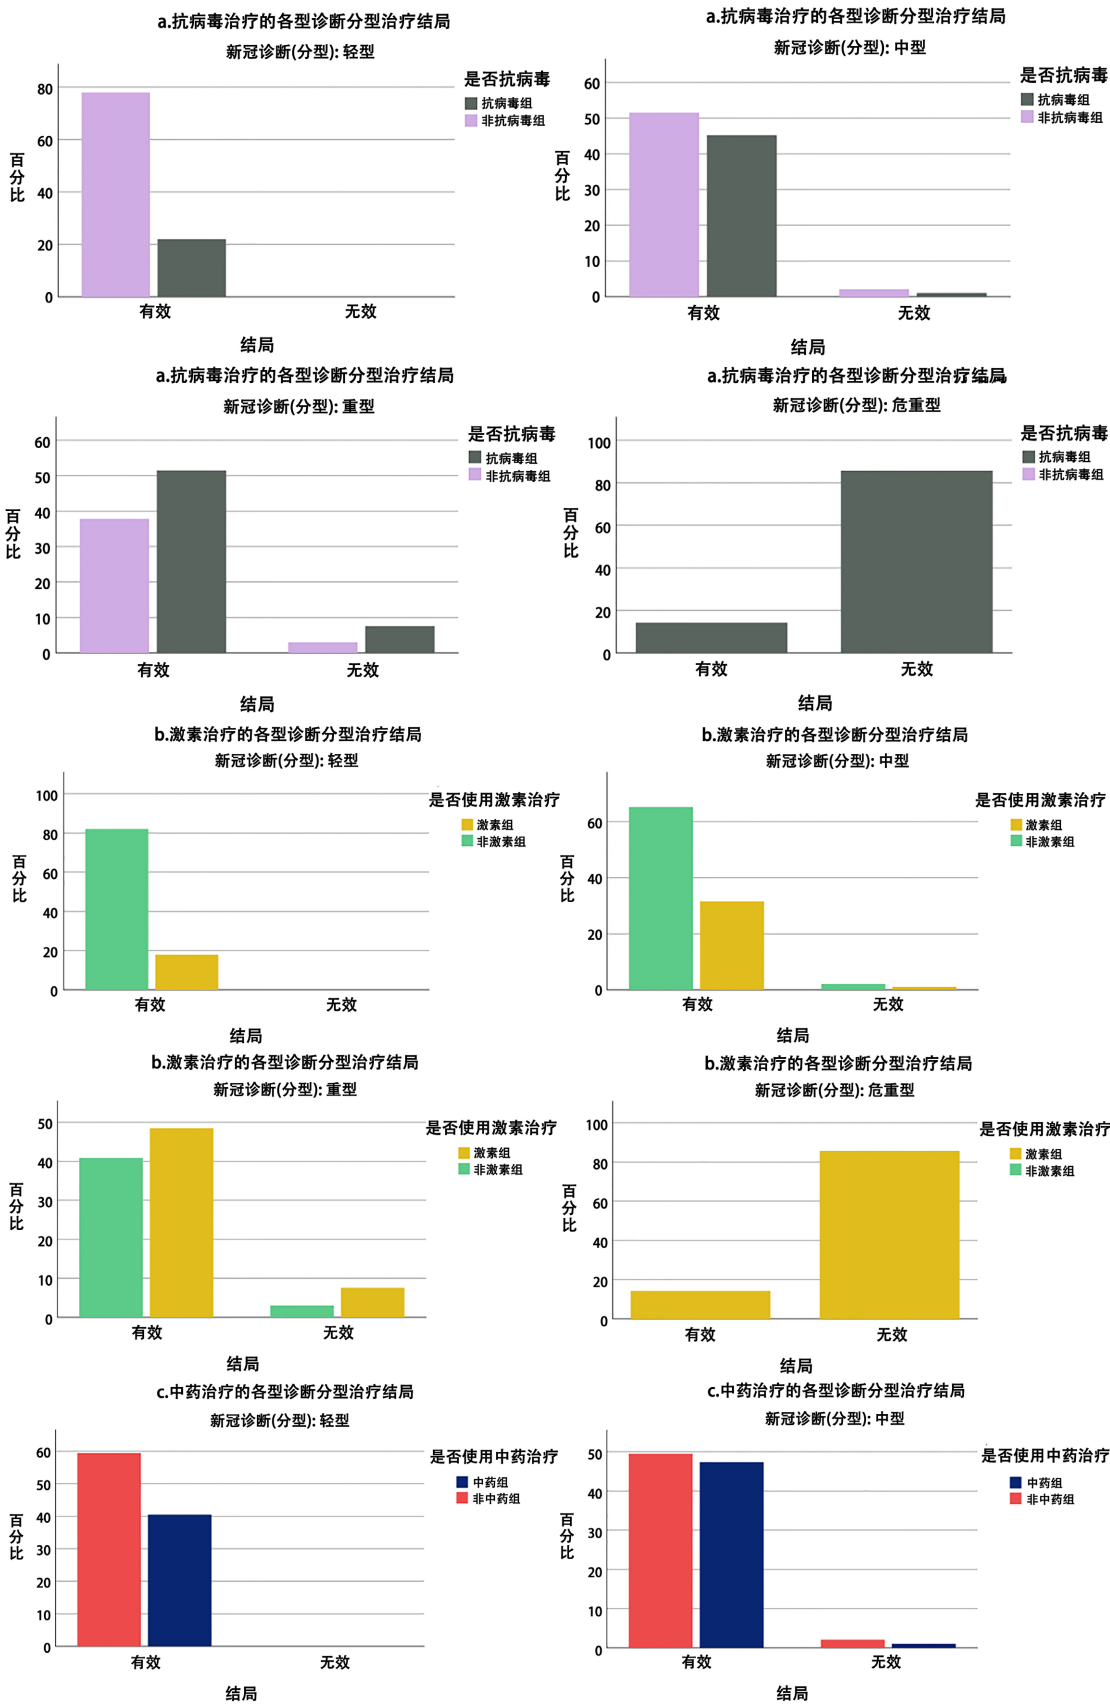 a.抗病毒治疗的各型诊断分型治疗结局
新冠诊断(分型): 轻型
是否抗病毒
抗病毒组
非抗病毒组
百分比
80
60
40
20
0
有效
无效
结局
a.抗病毒治疗的各型诊断分型治疗结局
新冠诊断(分型): 中型
是否抗病毒
抗病毒组
非抗病毒组
百分比
60
50
40
30
20
10
0
有效
无效
结局
a.抗病毒治疗的各型诊断分型治疗结局
新冠诊断(分型): 重型
是否抗病毒
抗病毒组
非抗病毒组
百分比
60
50
40
30
20
10
0
有效
无效
结局
a.抗病毒治疗的各型诊断分型治疗结局
新冠诊断(分型): 危重型
是否抗病毒
抗病毒组
非抗病毒组
百分比
100
80
60
40
20
0
有效
无效
结局
b.激素治疗的各型诊断分型治疗结局
新冠诊断(分型): 轻型
是否使用激素治疗
激素组
非激素组
百分比
100
80
60
40
20
0
有效
无效
结局
b.激素治疗的各型诊断分型治疗结局
新冠诊断(分型): 中型
是否使用激素治疗
激素组
非激素组
百分比
60
40
20
0
有效
无效
结局
b.激素治疗的各型诊断分型治疗结局
新冠诊断(分型): 重型
是否使用激素治疗
激素组
非激素组
百分比
50
40
30
20
10
0
有效
无效
结局
b.激素治疗的各型诊断分型治疗结局
新冠诊断(分型): 危重型
是否使用激素治疗
激素组
非激素组
百分比
100
80
60
40
20
0
有效
无效
结局
c.中药治疗的各型诊断分型治疗结局
新冠诊断(分型): 轻型
是否使用中药治疗
中药组
非中药组
百分比
60
50
40
30
20
10
0
有效
无效
结局
c.中药治疗的各型诊断分型治疗结局
新冠诊断(分型): 中型
是否使用中药治疗
中药组
非中药组
百分比
50
40
30
20
10
0
有效
无效
结局